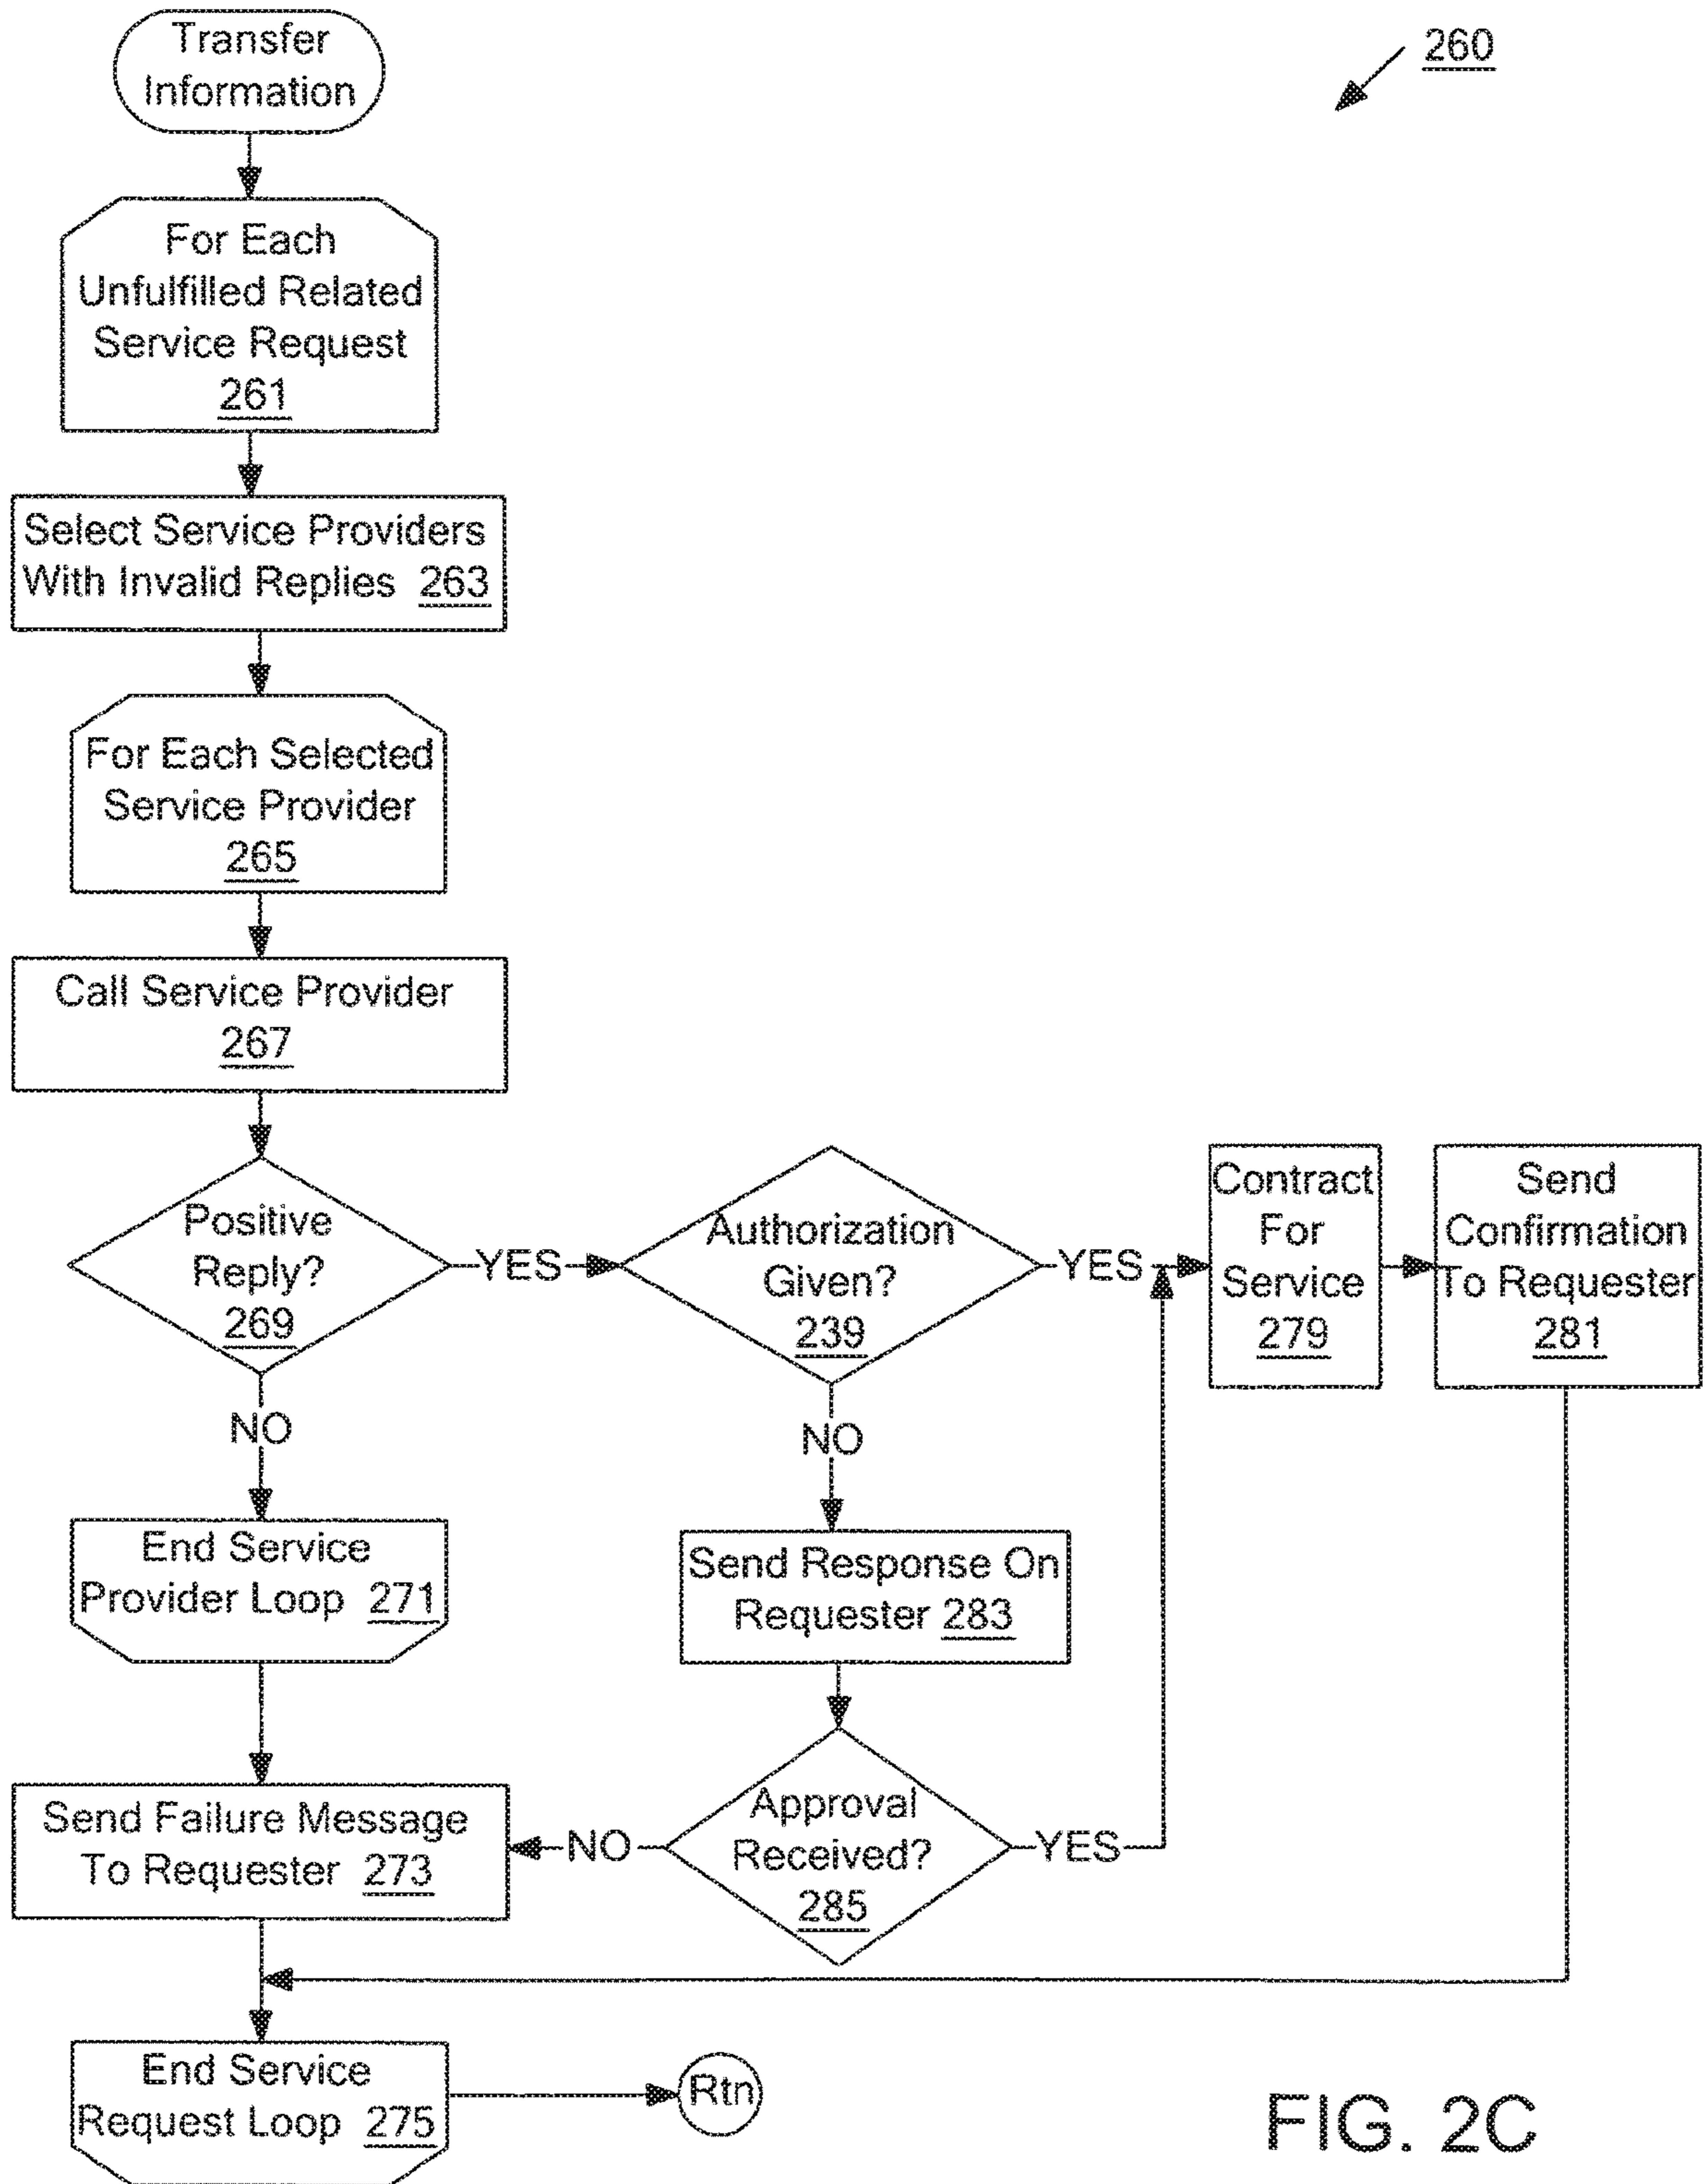 Transfer
Information
260
For Each
Unfulfilled Related
Service Request
261
Select Service Providers
With Invalid Replies 263
For Each Selected
Service Provider
265
Call Service Provider
267
Positive
Reply?
269
YES
Authorization
Given?
239
YES
Contract
For
Service
279
Send
Confirmation
To Requester
281
NO
NO
End Service
Provider Loop 271
Send Response On
Requester 283
Send Failure Message
To Requester 273
NO
Approval
Received?
285
YES
End Service
Request Loop 275
Rtn
FIG. 2C